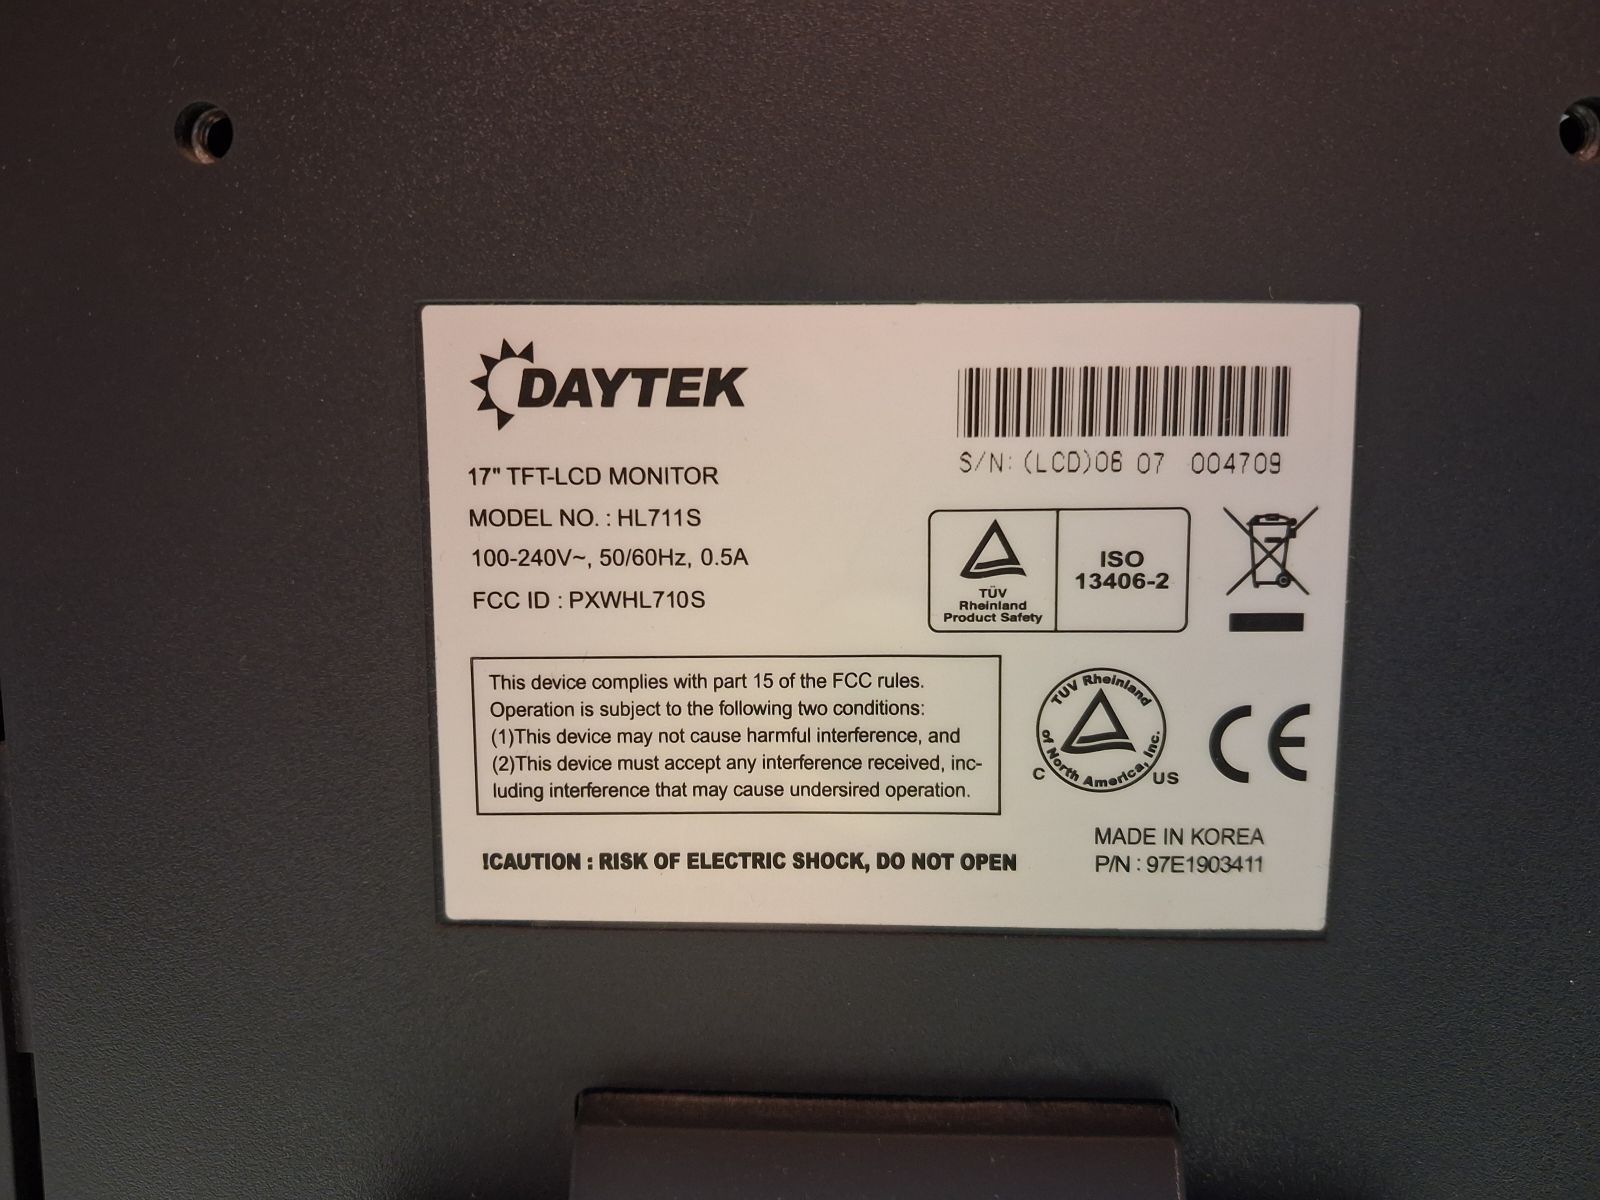 DAYTEK
17" TFT-LCD MONITOR
MODEL NO. : HL711S
100-240V~, 50/60Hz, 0.5A
FCC ID : PXWHL710S
S/N: (LCD)06 07 004709
TÜV
Rheinland
Product Safety
ISO
13406-2
This device complies with part 15 of the FCC rules.
Operation is subject to the following two conditions:
(1)This device may not cause harmful interference, and
(2)This device must accept any interference received, inc-
luding interference that may cause undersired operation.
TÜV Rheinland
of North America, Inc.
C US
CE
!CAUTION : RISK OF ELECTRIC SHOCK, DO NOT OPEN
MADE IN KOREA
P/N : 97E1903411